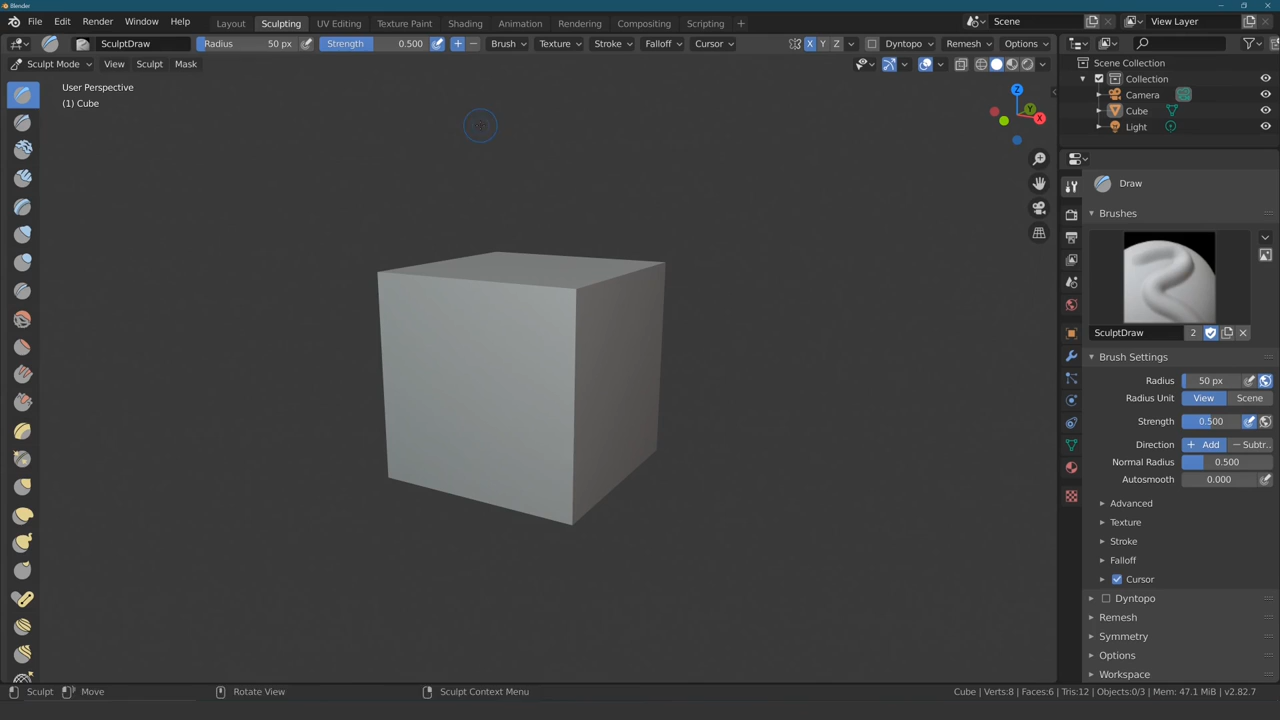 Blender
File Edit Render Window Help Layout Sculpting UV Editing Texture Paint Shading Animation Rendering Compositing Scripting + Scene View Layer
SculptDraw Radius 50 px Strength 0.500 + − Brush Texture Stroke Falloff Cursor X Y Z Dyntopo Remesh Options
Sculpt Mode View Sculpt Mask
User Perspective
(1) Cube
Z
Y
X
Scene Collection
Collection
Camera
Cube
Light
Draw
Brushes
SculptDraw 2
Brush Settings
Radius 50 px
Radius Unit View Scene
Strength 0.500
Direction + Add − Subtr..
Normal Radius 0.500
Autosmooth 0.000
Advanced
Texture
Stroke
Falloff
Cursor
Dyntopo
Remesh
Symmetry
Options
Workspace
Sculpt Move Rotate View Sculpt Context Menu Cube | Verts:8 | Faces:6 | Tris:12 | Objects:0/3 | Mem: 47.1 MiB | v2.82.7